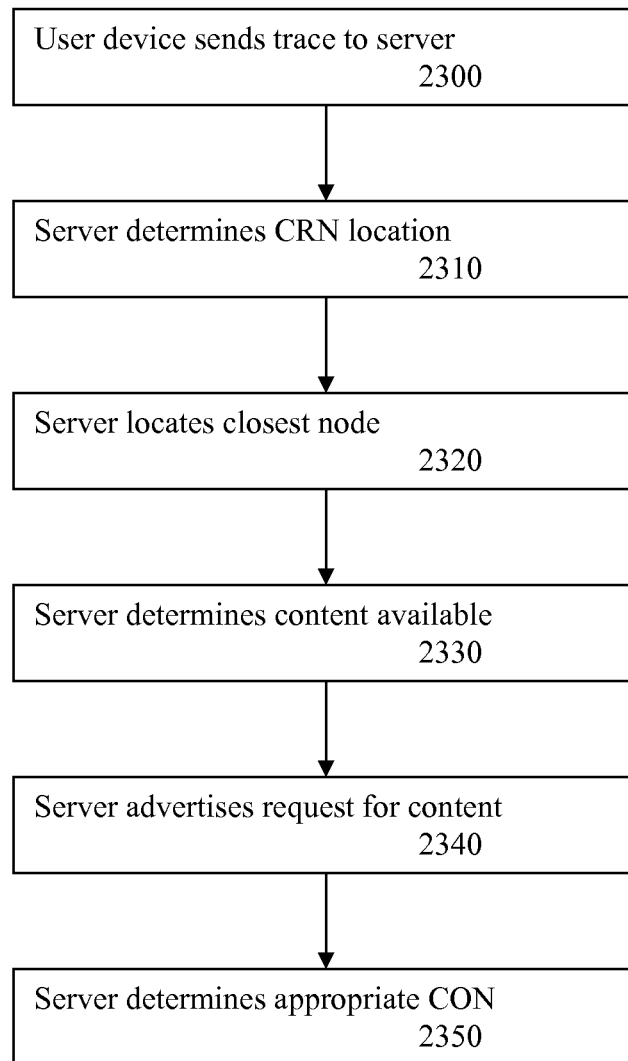 User device sends trace to server
2300
Server determines CRN location
2310
Server locates closest node
2320
Server determines content available
2330
Server advertises request for content
2340
Server determines appropriate CON
2350